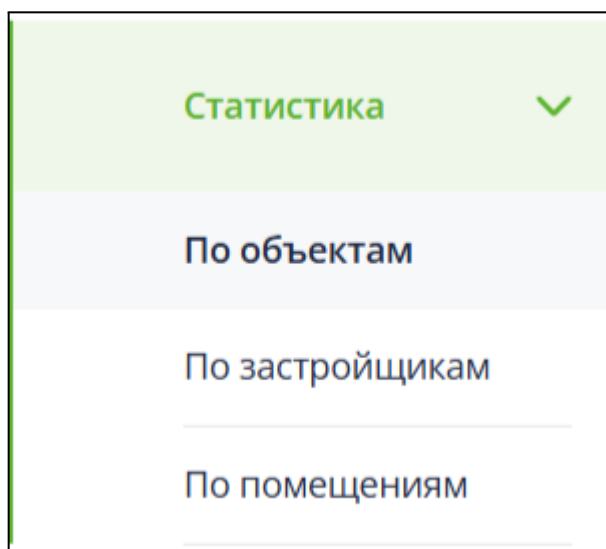 Статистика
По объектам
По застройщикам
По помещениям